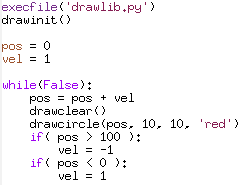 execfile('drawlib.py')
drawinit()

pos = 0
vel = 1

while(False):
    pos = pos + vel
    drawclear()
    drawcircle(pos, 10, 10, 'red')
    if( pos > 100 ):
        vel = -1
    if( pos < 0 ):
        vel = 1